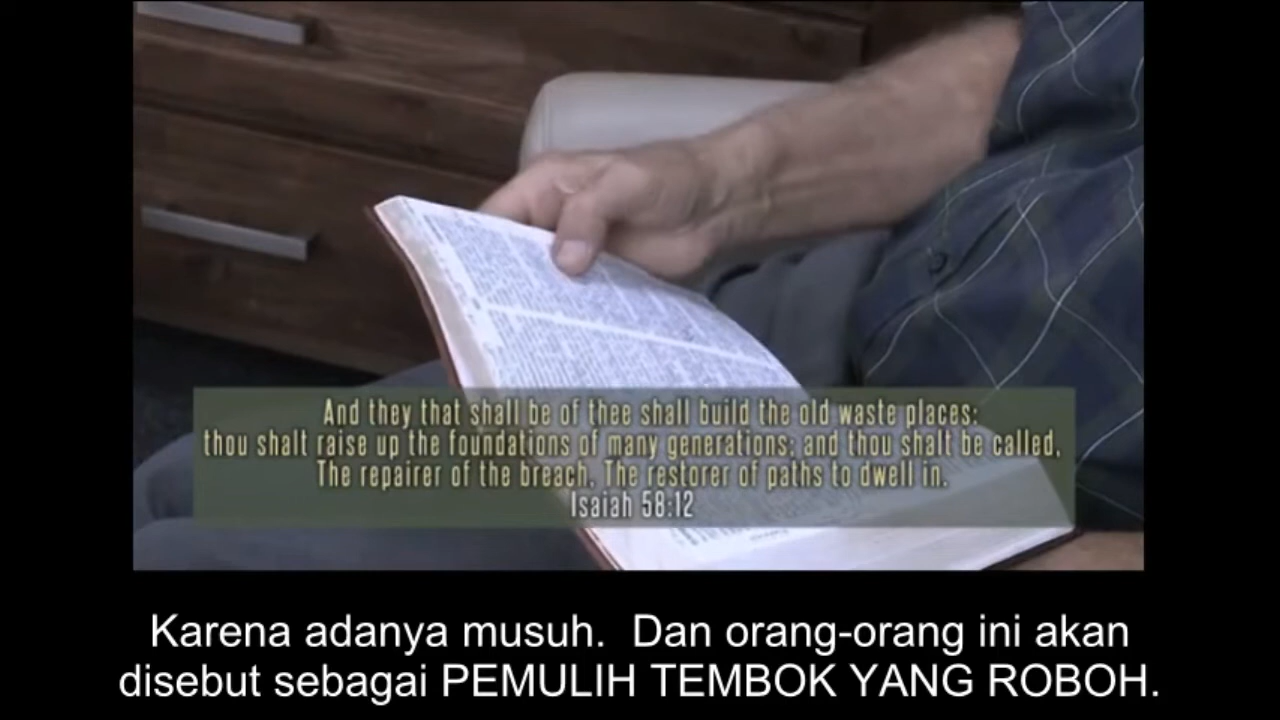 And they that shall be of thee shall build the old waste places:
thou shalt raise up the foundations of many generations; and thou shalt be called,
The repairer of the breach, The restorer of paths to dwell in.
Isaiah 58:12
Karena adanya musuh.  Dan orang-orang ini akan
disebut sebagai PEMULIH TEMBOK YANG ROBOH.